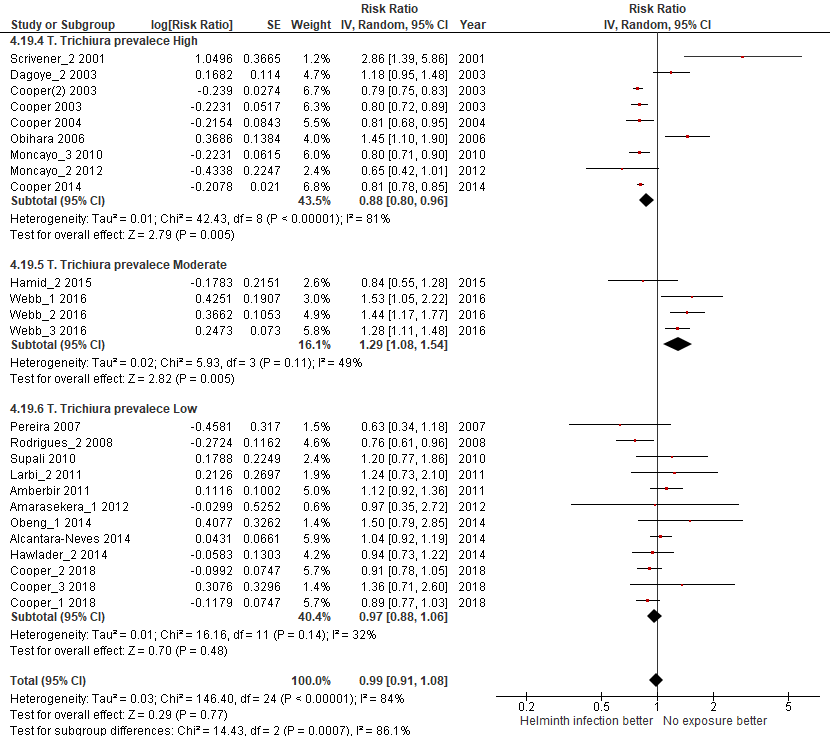 Risk Ratio Risk Ratio
Study or Subgroup log[Risk Ratio] SE Weight IV, Random, 95% CI Year IV, Random, 95% CI
4.19.4 T. Trichiura prevalece High
Scrivener_2 2001 1.0496 0.3665 1.2% 2.86 [1.39, 5.86] 2001
Dagoye_2 2003 0.1682 0.114 4.7% 1.18 [0.95, 1.48] 2003
Cooper(2) 2003 -0.239 0.0274 6.7% 0.79 [0.75, 0.83] 2003
Cooper 2003 -0.2231 0.0517 6.3% 0.80 [0.72, 0.89] 2003
Cooper 2004 -0.2154 0.0843 5.5% 0.81 [0.68, 0.95] 2004
Obihara 2006 0.3686 0.1384 4.0% 1.45 [1.10, 1.90] 2006
Moncayo_3 2010 -0.2231 0.0615 6.0% 0.80 [0.71, 0.90] 2010
Moncayo_2 2012 -0.4338 0.2247 2.4% 0.65 [0.42, 1.01] 2012
Cooper 2014 -0.2078 0.021 6.8% 0.81 [0.78, 0.85] 2014
Subtotal (95% CI) 43.5% 0.88 [0.80, 0.96]
Heterogeneity: Tau² = 0.01; Chi² = 42.43, df = 8 (P < 0.00001); I² = 81%
Test for overall effect: Z = 2.79 (P = 0.005)
4.19.5 T. Trichiura prevalece Moderate
Hamid_2 2015 -0.1783 0.2151 2.6% 0.84 [0.55, 1.28] 2015
Webb_1 2016 0.4251 0.1907 3.0% 1.53 [1.05, 2.22] 2016
Webb_2 2016 0.3662 0.1053 4.9% 1.44 [1.17, 1.77] 2016
Webb_3 2016 0.2473 0.073 5.8% 1.28 [1.11, 1.48] 2016
Subtotal (95% CI) 16.1% 1.29 [1.08, 1.54]
Heterogeneity: Tau² = 0.02; Chi² = 5.93, df = 3 (P = 0.11); I² = 49%
Test for overall effect: Z = 2.82 (P = 0.005)
4.19.6 T. Trichiura prevalece Low
Pereira 2007 -0.4581 0.317 1.5% 0.63 [0.34, 1.18] 2007
Rodrigues_2 2008 -0.2724 0.1162 4.6% 0.76 [0.61, 0.96] 2008
Supali 2010 0.1788 0.2249 2.4% 1.20 [0.77, 1.86] 2010
Larbi_2 2011 0.2126 0.2697 1.9% 1.24 [0.73, 2.10] 2011
Amberbir 2011 0.1116 0.1002 5.0% 1.12 [0.92, 1.36] 2011
Amarasekera_1 2012 -0.0299 0.5252 0.6% 0.97 [0.35, 2.72] 2012
Obeng_1 2014 0.4077 0.3262 1.4% 1.50 [0.79, 2.85] 2014
Alcantara-Neves 2014 0.0431 0.0661 5.9% 1.04 [0.92, 1.19] 2014
Hawlader_2 2014 -0.0583 0.1303 4.2% 0.94 [0.73, 1.22] 2014
Cooper_2 2018 -0.0992 0.0747 5.7% 0.91 [0.78, 1.05] 2018
Cooper_3 2018 0.3076 0.3296 1.4% 1.36 [0.71, 2.60] 2018
Cooper_1 2018 -0.1179 0.0747 5.7% 0.89 [0.77, 1.03] 2018
Subtotal (95% CI) 40.4% 0.97 [0.88, 1.06]
Heterogeneity: Tau² = 0.01; Chi² = 16.16, df = 11 (P = 0.14); I² = 32%
Test for overall effect: Z = 0.70 (P = 0.48)
Total (95% CI) 100.0% 0.99 [0.91, 1.08]
Heterogeneity: Tau² = 0.03; Chi² = 146.40, df = 24 (P < 0.00001); I² = 84%
Test for overall effect: Z = 0.29 (P = 0.77)
Test for subgroup differences: Chi² = 14.43, df = 2 (P = 0.0007), I² = 86.1%
0.2 0.5 1 2 5
Helminth infection better No exposure better